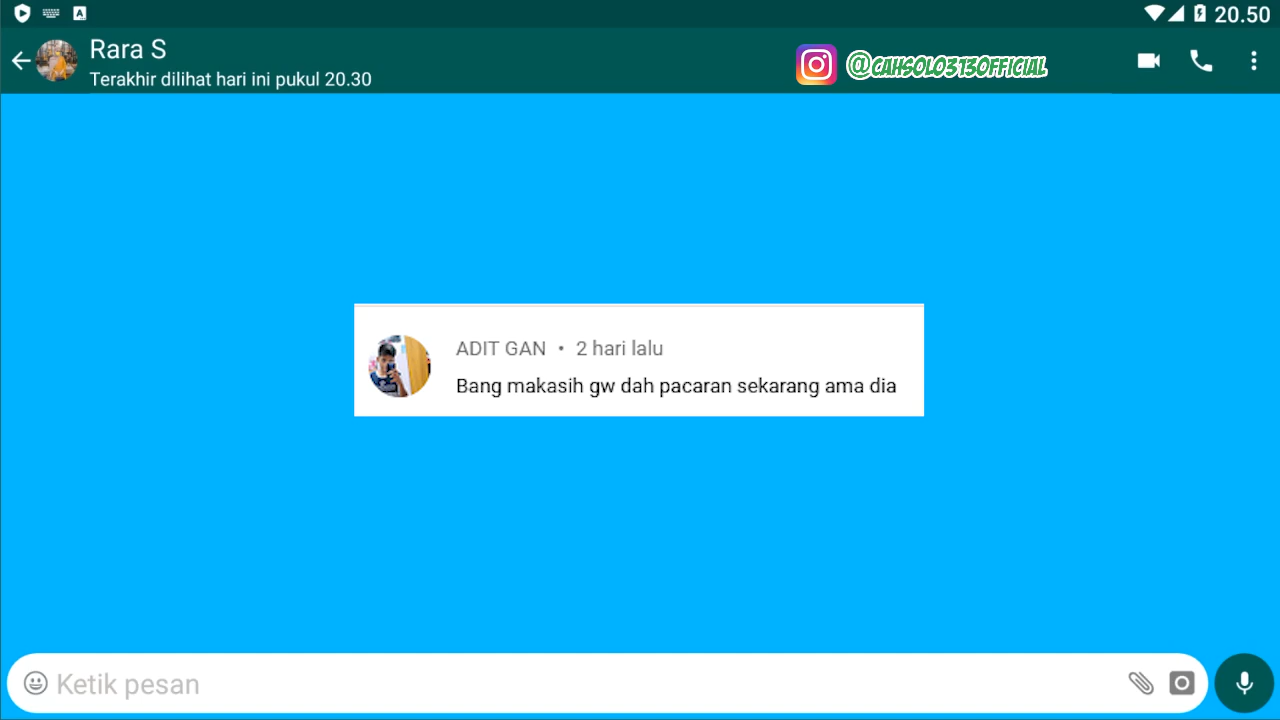 20.50
Rara S
Terakhir dilihat hari ini pukul 20.30
@CAHSOLO313OFFICIAL
ADIT GAN • 2 hari lalu
Bang makasih gw dah pacaran sekarang ama dia
Ketik pesan